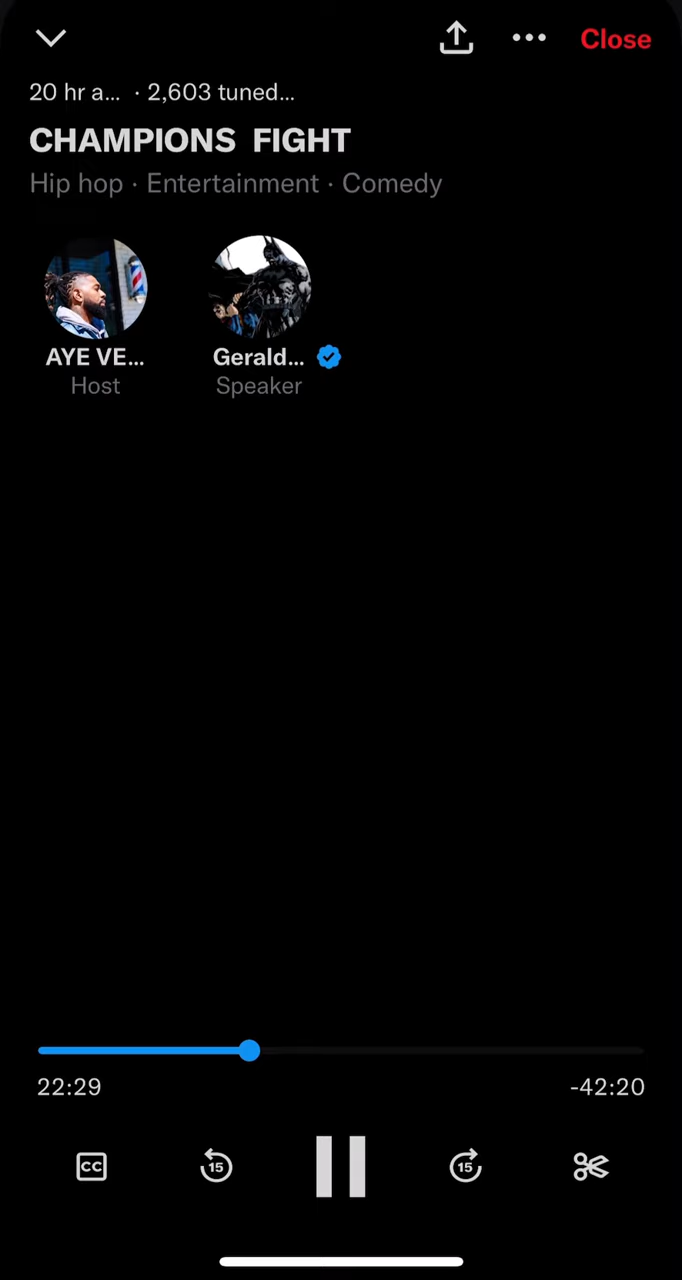 Close
20 hr a... · 2,603 tuned...
CHAMPIONS FIGHT
Hip hop · Entertainment · Comedy
AYE VE... Gerald...
Host Speaker
22:29 -42:20
CC 15 15